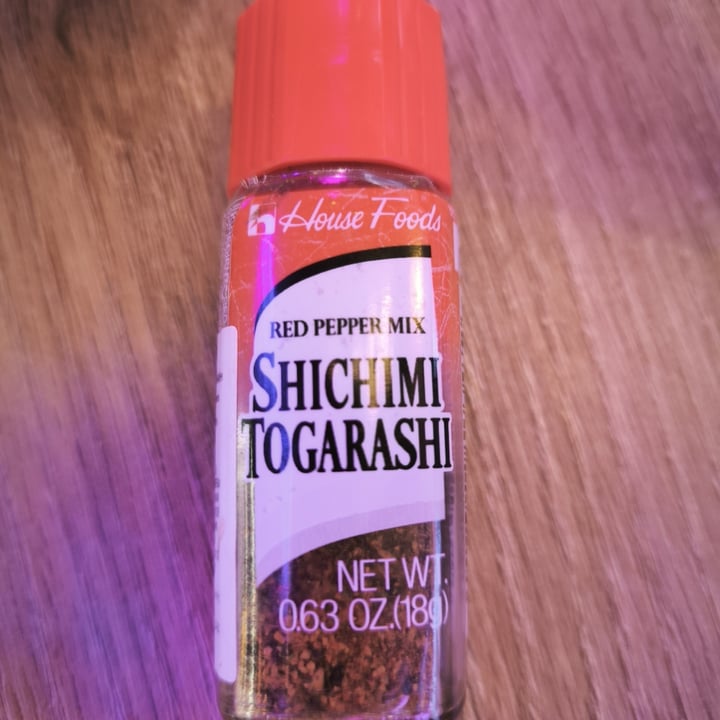 House Foods
RED PEPPER MIX
SHICHIMI
TOGARASHI
NET WT.
0.63 OZ.(18g)